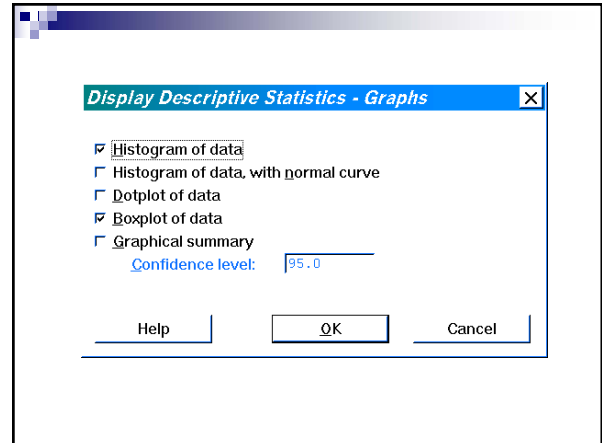 Display Descriptive Statistics - Graphs
Histogram of data
Histogram of data, with normal curve
Dotplot of data
Boxplot of data
Graphical summary
Confidence level: 95.0
Help OK Cancel